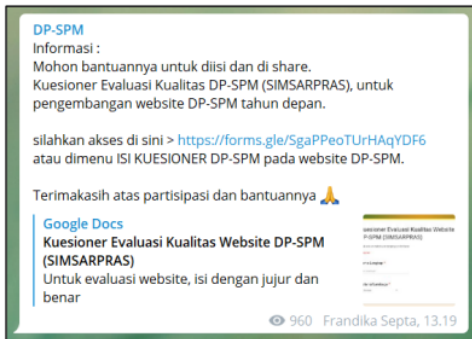 DP-SPM
Informasi :
Mohon bantuannya untuk diisi dan di share.
Kuesioner Evaluasi Kualitas DP-SPM (SIMSARPRAS), untuk
pengembangan website DP-SPM tahun depan.
silahkan akses di sini > https://forms.gle/SgaPPeoTUrHAqYDF6
atau dimenu ISI KUESIONER DP-SPM pada website DP-SPM.
Terimakasih atas partisipasi dan bantuannya 🙏
Google Docs
Kuesioner Evaluasi Kualitas Website DP-SPM
(SIMSARPRAS)
Untuk evaluasi website, isi dengan jujur dan
benar
960 Frandika Septa, 13.19